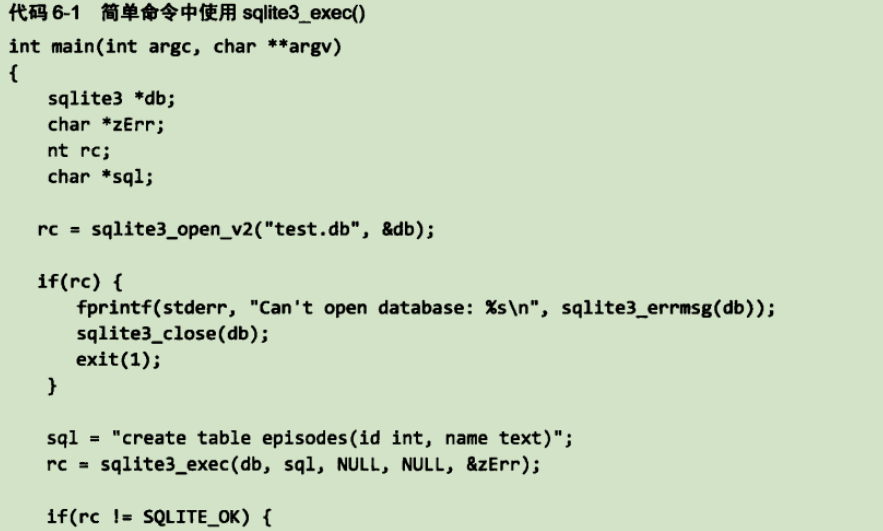 代码 6-1 简单命令中使用 sqlite3_exec()
int main(int argc, char **argv)
{
sqlite3 *db;
char *zErr;
nt rc;
char *sql;
rc = sqlite3_open_v2("test.db", &db);
if(rc) {
fprintf(stderr, "Can't open database: %s\n", sqlite3_errmsg(db));
sqlite3_close(db);
exit(1);
}
sql = "create table episodes(id int, name text)";
rc = sqlite3_exec(db, sql, NULL, NULL, &zErr);
if(rc != SQLITE_OK) {